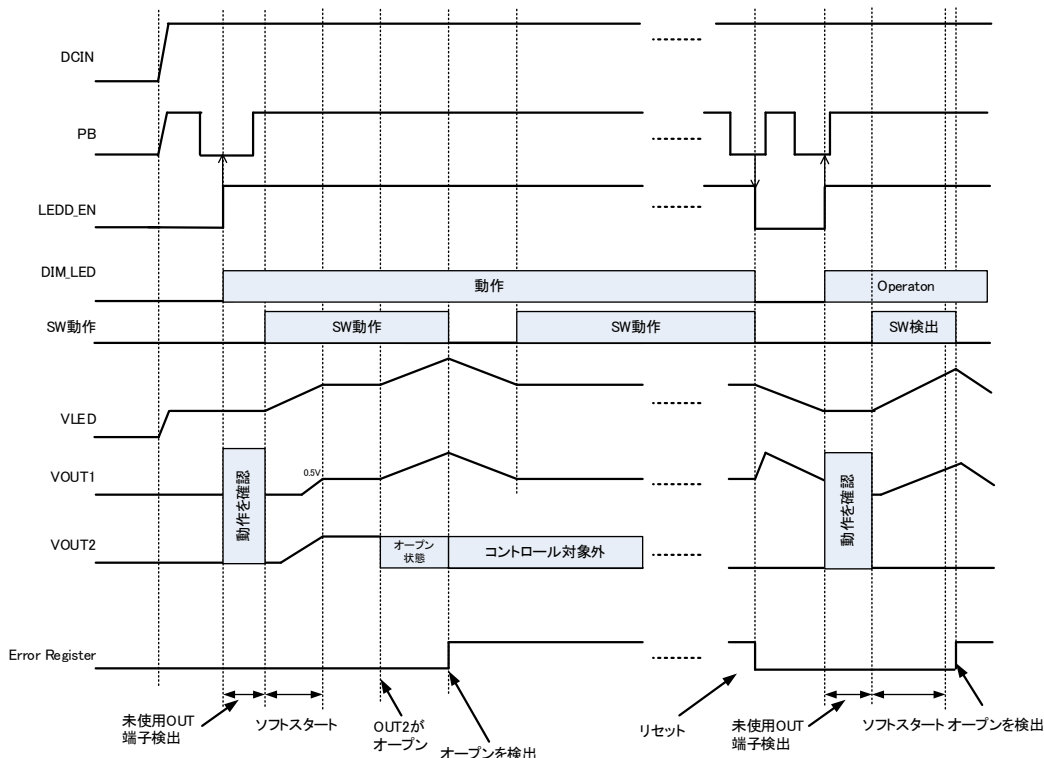 DCIN
PB
LEDD_EN
DIM_LED
動作
Operaton
SW動作
SW動作
SW動作
SW検出
VLED
VOUT1
0.5V
動作を確認
動作を確認
VOUT2
オープン
状態
コントロール対象外
Error Register
未使用OUT
端子検出
ソフトスタート
OUT2が
オープン
オープンを検出
リセット
未使用OUT
端子検出
ソフトスタート
オープンを検出